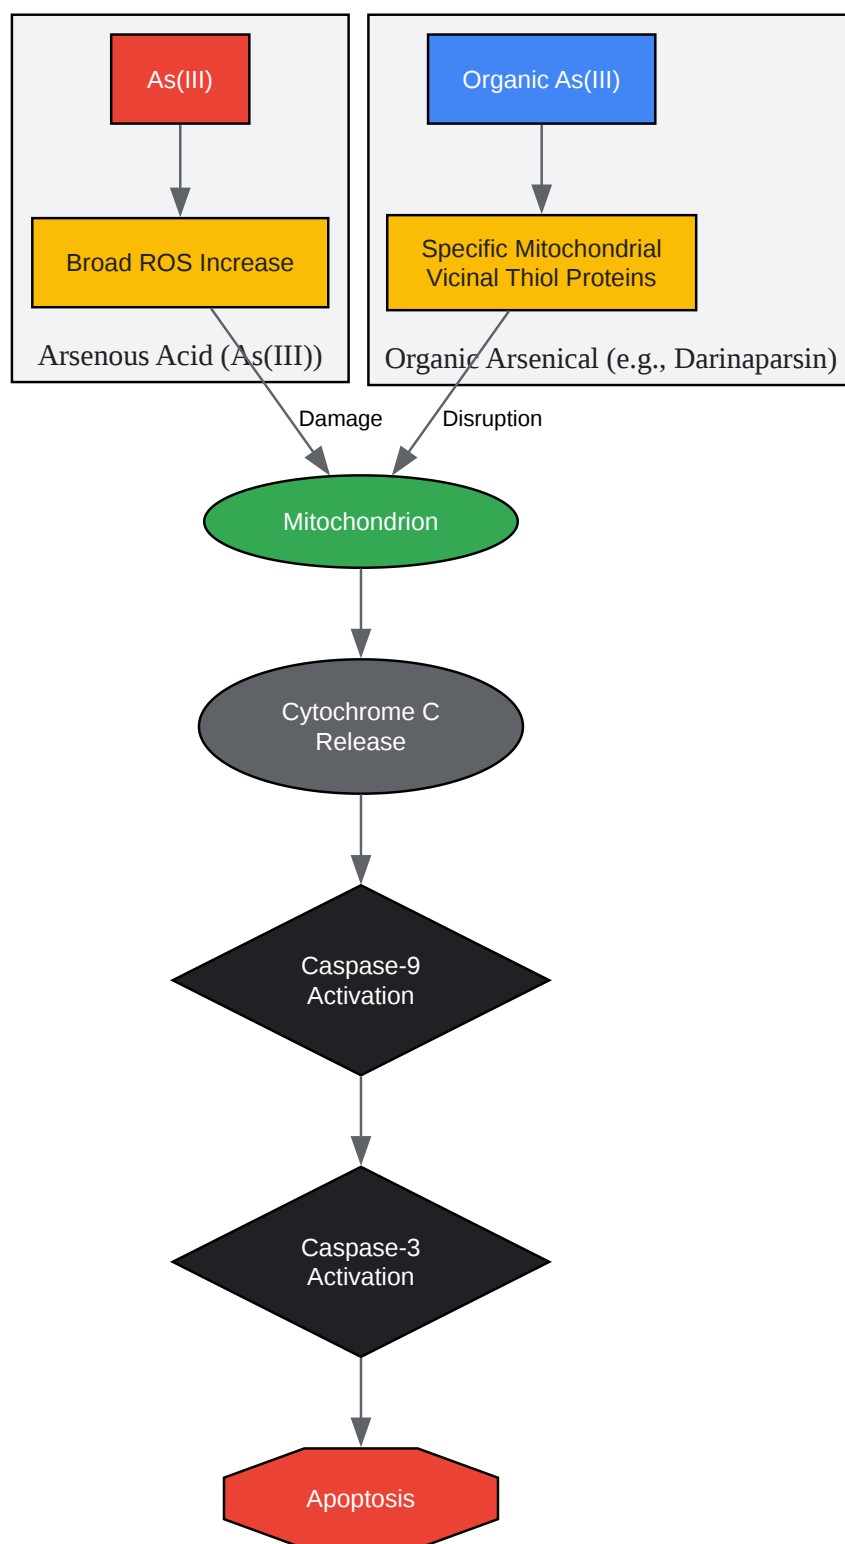 As(III)
Organic As(III)
Broad ROS Increase
Specific Mitochondrial
Vicinal Thiol Proteins
Arsenous Acid (As(III))
Organic Arsenical (e.g., Darinaparsin)
Damage
Disruption
Mitochondrion
Cytochrome C
Release
Caspase-9
Activation
Caspase-3
Activation
Apoptosis